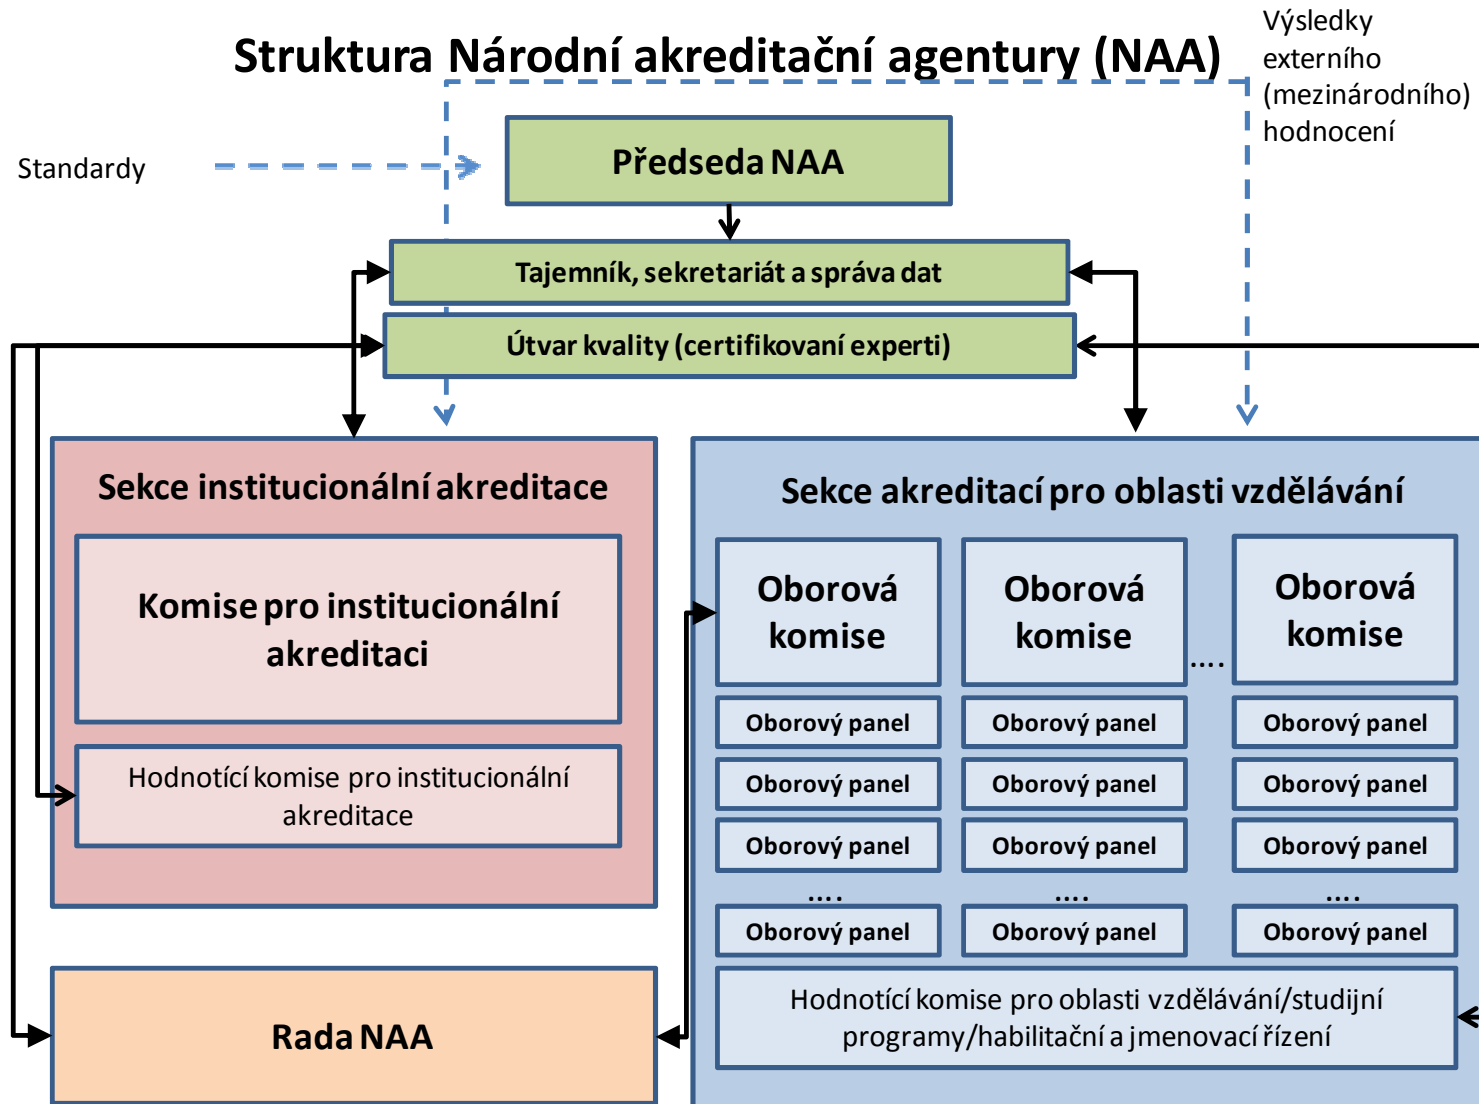 Struktura Národní akreditační agentury (NAA)
Výsledky
externího
(mezinárodního)
hodnocení
Standardy
Předseda NAA
Tajemník, sekretariát a správa dat
Útvar kvality (certifikovaní experti)
Sekce institucionální akreditace
Komise pro institucionální
akreditaci
Hodnotící komise pro institucionální
akreditace
Rada NAA
Sekce akreditací pro oblasti vzdělávání
Oborová
komise
Oborová
komise
....
Oborová
komise
Oborový panel
Oborový panel
Oborový panel
Oborový panel
Oborový panel
Oborový panel
Oborový panel
Oborový panel
Oborový panel
....
....
....
Oborový panel
Oborový panel
Oborový panel
Hodnotící komise pro oblasti vzdělávání/studijní
programy/habilitační a jmenovací řízení